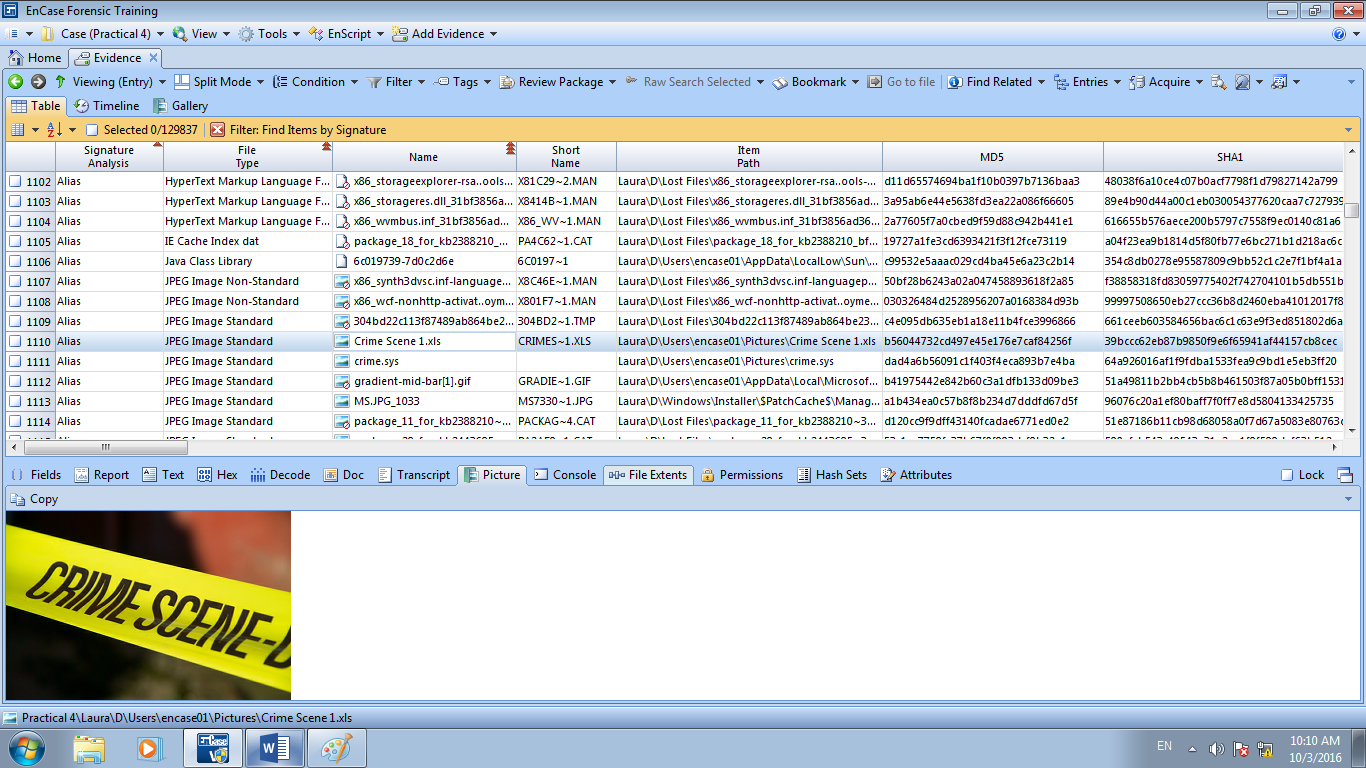 EnCase Forensic Training
Case (Practical 4) View Tools EnScript Add Evidence
Home Evidence
Viewing (Entry) Split Mode Condition Filter Tags Review Package Raw Search Selected Bookmark Go to file Find Related Entries Acquire
Table Timeline Gallery
Selected 0/129837 Filter: Find Items by Signature
Signature Analysis File Type Name Short Name Item Path MD5 SHA1
1102 Alias HyperText Markup Language F... x86_storageexplorer-rsa..ools... X81C29~2.MAN Laura\D\Lost Files\x86_storageexplorer-rsa..ools-... d11d65574694ba1f10b0397b7136baa3 48038f6a10ce4c07b0acf7798f1d79827142a799
1103 Alias HyperText Markup Language F... x86_storageres.dll_31bf3856ad... X8414B~1.MAN Laura\D\Lost Files\x86_storageres.dll_31bf3856ad... 3a95ab6e44e5638fd3ea22a086f66605 89e4b90d44a00c1eb030054377620caa7c727939
1104 Alias HyperText Markup Language F... x86_wvmbus.inf_31bf3856ad... X86_WV~1.MAN Laura\D\Lost Files\x86_wvmbus.inf_31bf3856ad36... 2a77605f7a0cbed9f59d88c942b441e1 616655b576aece200b5797c7558f9ec0140c81a6
1105 Alias IE Cache Index dat package_18_for_kb2388210_... PA4C62~1.CAT Laura\D\Lost Files\package_18_for_kb2388210_bf... 19727a1fe3cd6393421f3f12fce73119 a04f23ea9b1814d5f80fb77e6bc271b1d218ac6c
1106 Alias Java Class Library 6c019739-7d0c2d6e 6C0197~1 Laura\D\Users\encase01\AppData\LocalLow\Sun\... c99532e5aaac029cd4ba45e6a23c2b14 354c8db0278e95587809c9bb52c1c2e7f1bf4a1a
1107 Alias JPEG Image Non-Standard x86_synth3dvsc.inf-languagep... X8C46E~1.MAN Laura\D\Lost Files\x86_synth3dvsc.inf-languagep... 50bf28b6243a02a047458893618f2a85 f38858318fd83059775402f742704101b5db551b
1108 Alias JPEG Image Non-Standard x86_wcf-nonhttp-activat..oyme... X801F7~1.MAN Laura\D\Lost Files\x86_wcf-nonhttp-activat..oyme... 030326484d2528956207a0168384d93b 99997508650eb27ccc36b8d2460eba41012017f8
1109 Alias JPEG Image Standard 304bd22c113f87489ab864be2... 304BD2~1.TMP Laura\D\Lost Files\304bd22c113f87489ab864be23... c4e095db635eb1a18e11b4fce3996866 661ceeb603584656bac6c1c63e9f3ed851802d6a
1110 Alias JPEG Image Standard Crime Scene 1.xls CRIMES~1.XLS Laura\D\Users\encase01\Pictures\Crime Scene 1.xls b56044732cd497e45e176e7caf84256f 39bccc62eb87b9850f9e6f65941af44157cb8cec
1111 Alias JPEG Image Standard crime.sys Laura\D\Users\encase01\Pictures\crime.sys dad4a6b56091c1f403f4eca893b7e4ba 64a926016af1f9fdba1533fea9c9bd1e5eb3ff20
1112 Alias JPEG Image Standard gradient-mid-bar[1].gif GRADIE~1.GIF Laura\D\Users\encase01\AppData\Local\Microsof... b41975442e842b60c3a1dfb133d09be3 51a49811b2bb4cb5b8b461503f87a05b0bff1531
1113 Alias JPEG Image Standard MS.JPG_1033 MS7330~1.JPG Laura\D\Windows\Installer\$PatchCache$\Manag... a1b434ea0c57b8f8b234d7dddfd67d5f 96076c20a1ef80baff7f0ff7e8d5804133425735
1114 Alias JPEG Image Standard package_11_for_kb2388210~... PACKAG~4.CAT Laura\D\Lost Files\package_11_for_kb2388210~3... d120cc9f9dff43140fcadae6771ed0e2 51e87186b11cb98d68058a0f7d67a5083e80763c
Fields Report Text Hex Decode Doc Transcript Picture Console File Extents Permissions Hash Sets Attributes Lock
Copy
CRIME SCENE-D
Practical 4\Laura\D\Users\encase01\Pictures\Crime Scene 1.xls
EN 10:10 AM
10/3/2016